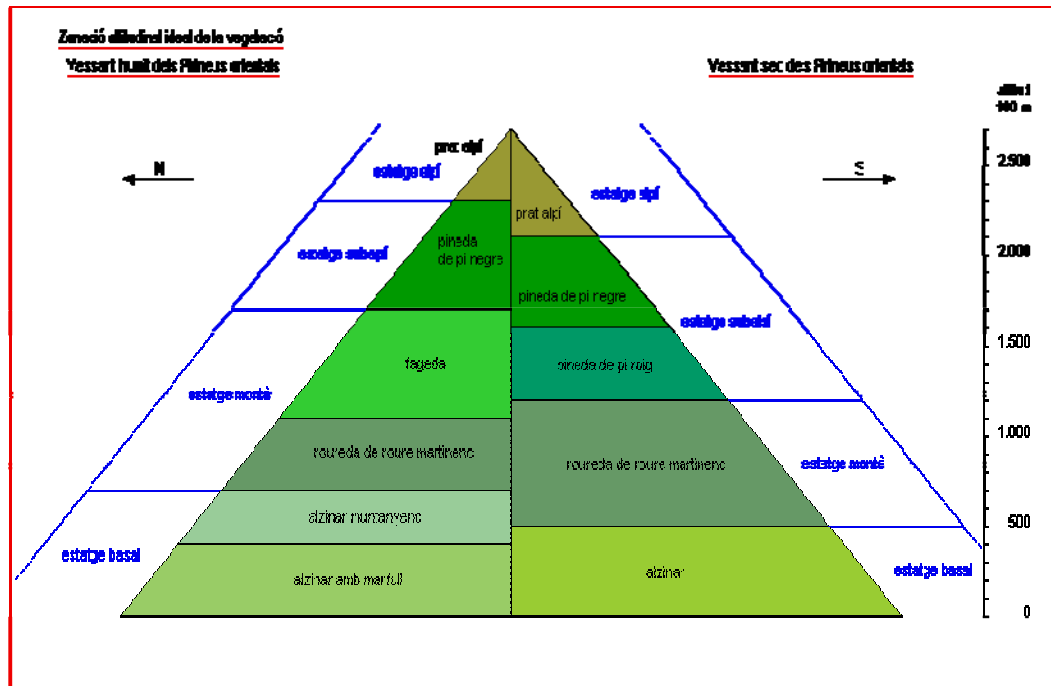 Zonació altitudinal ideal de la vegetació
Vessant humit dels Pirineus orientals
Vessant sec des Pirineus orientals
100 m
N
S
prat alpí
estatge alpí
estatge alpí
prat alpí
2.500
pineda
de pi negre
estatge subalpí
2.000
pineda de pi negre
estatge subalpí
1.500
fageda
pineda de pi roig
estatge montà
1.000
roureda de roure martinenc
roureda de roure martinenc
estatge montà
alzinar muntanyenc
500
estatge basal
alzinar amb marfull
alzinar
estatge basal
0